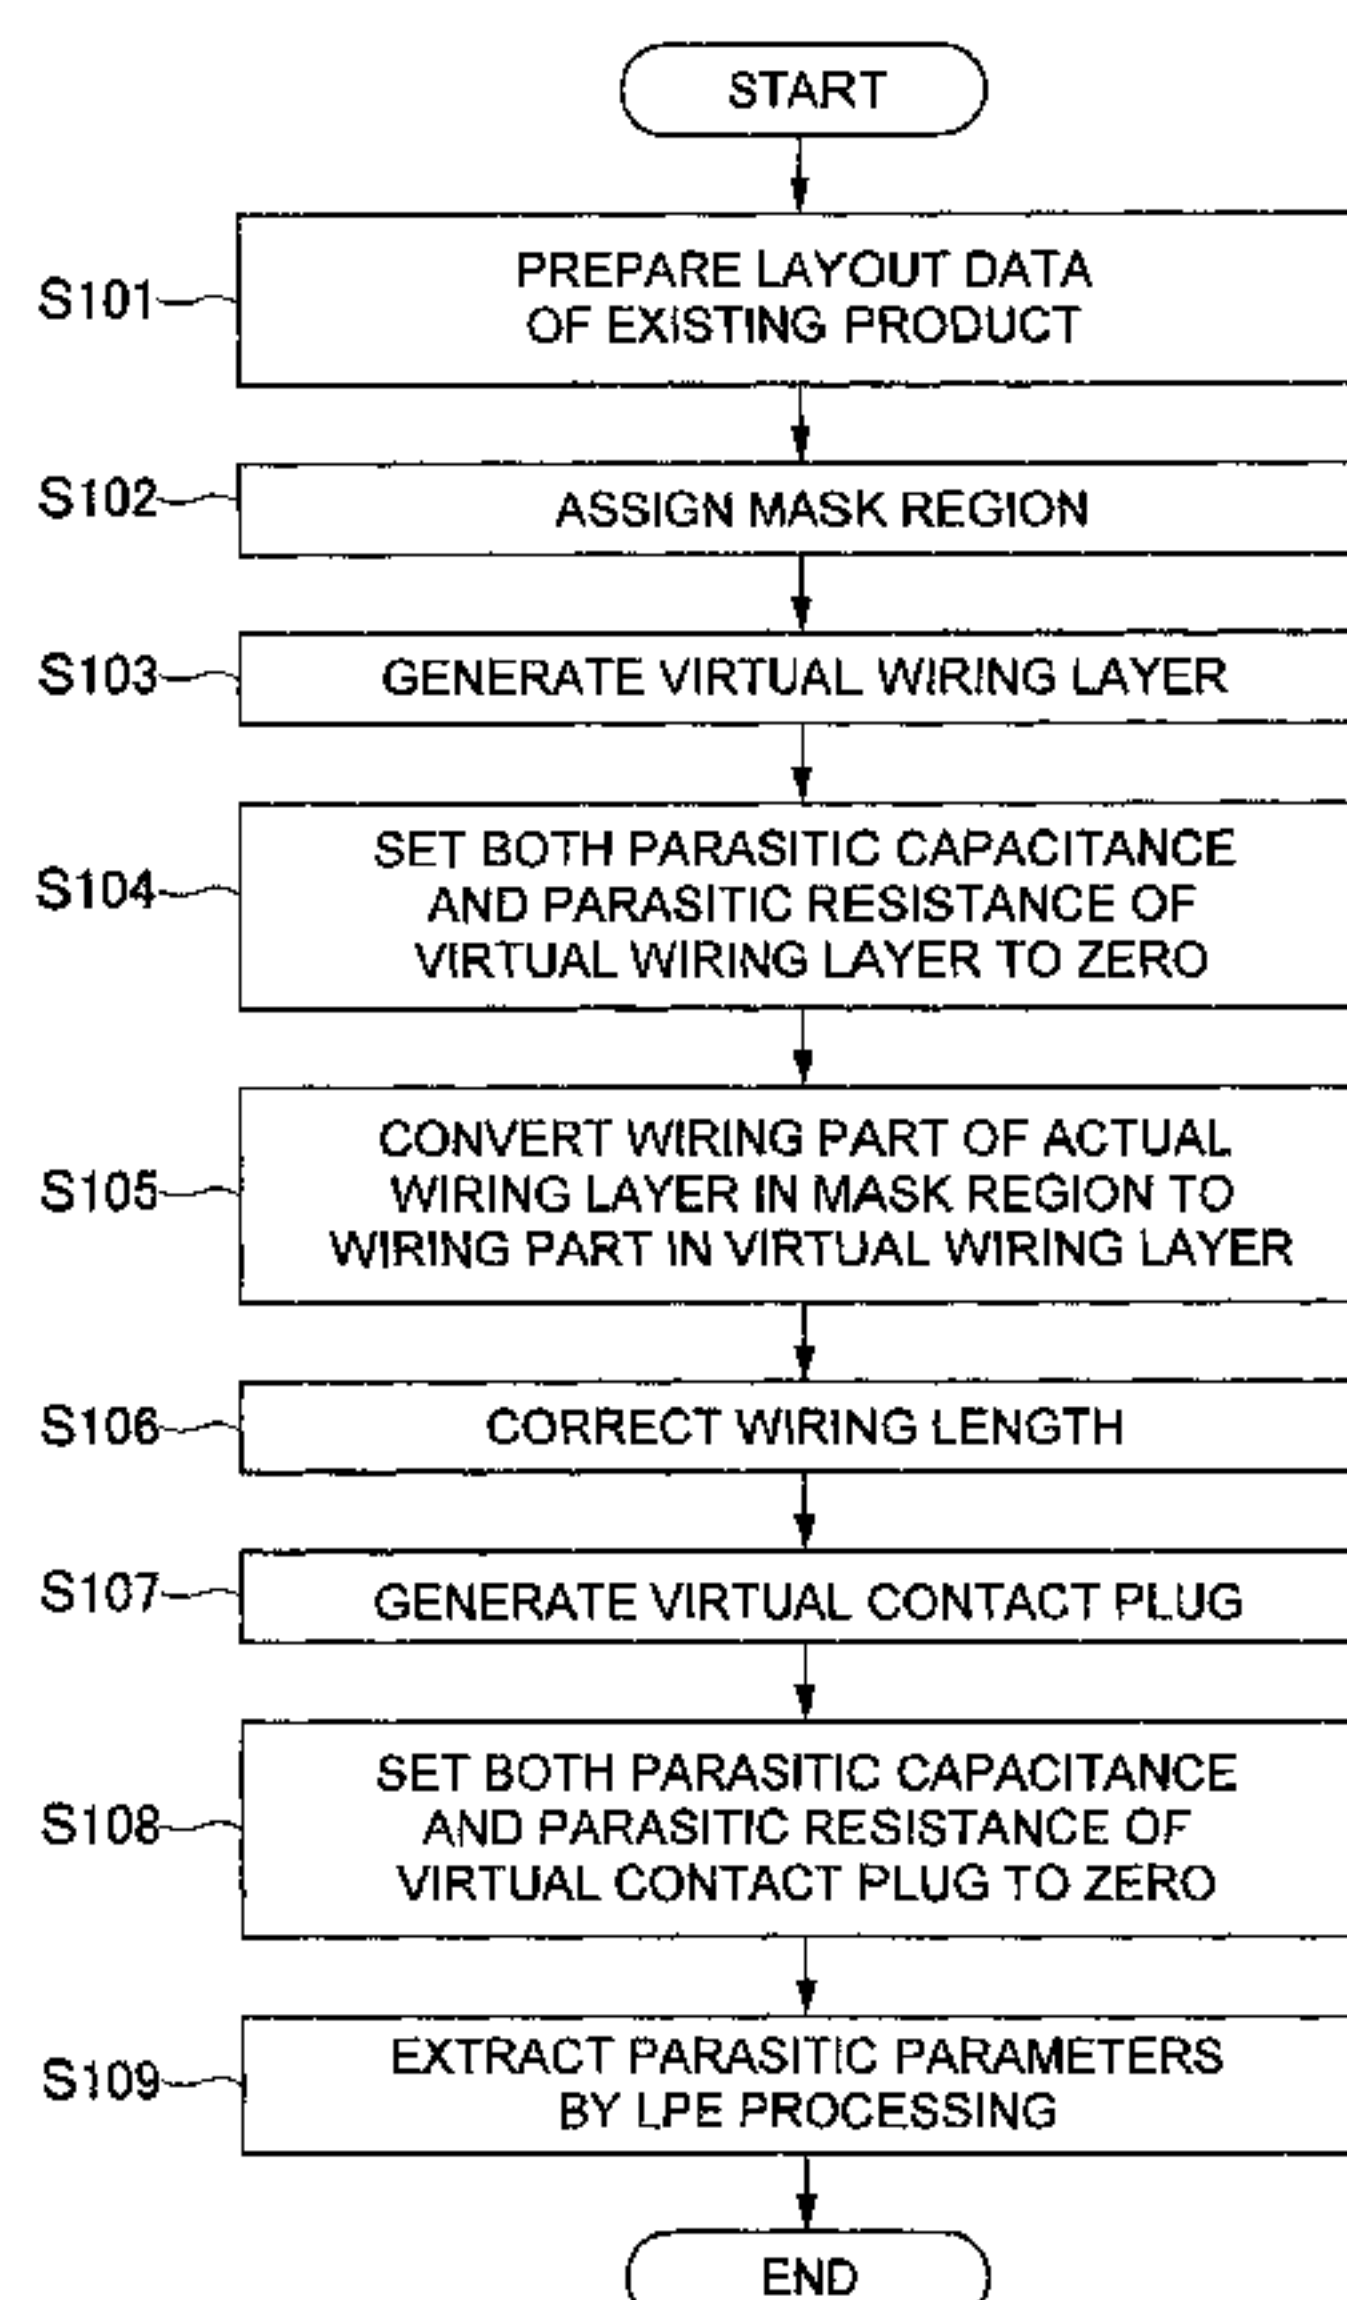 START
S101
PREPARE LAYOUT DATA
OF EXISTING PRODUCT
S102
ASSIGN MASK REGION
S103
GENERATE VIRTUAL WIRING LAYER
S104
SET BOTH PARASITIC CAPACITANCE
AND PARASITIC RESISTANCE OF
VIRTUAL WIRING LAYER TO ZERO
S105
CONVERT WIRING PART OF ACTUAL
WIRING LAYER IN MASK REGION TO
WIRING PART IN VIRTUAL WIRING LAYER
S106
CORRECT WIRING LENGTH
S107
GENERATE VIRTUAL CONTACT PLUG
S108
SET BOTH PARASITIC CAPACITANCE
AND PARASITIC RESISTANCE OF
VIRTUAL CONTACT PLUG TO ZERO
S109
EXTRACT PARASITIC PARAMETERS
BY LPE PROCESSING
END